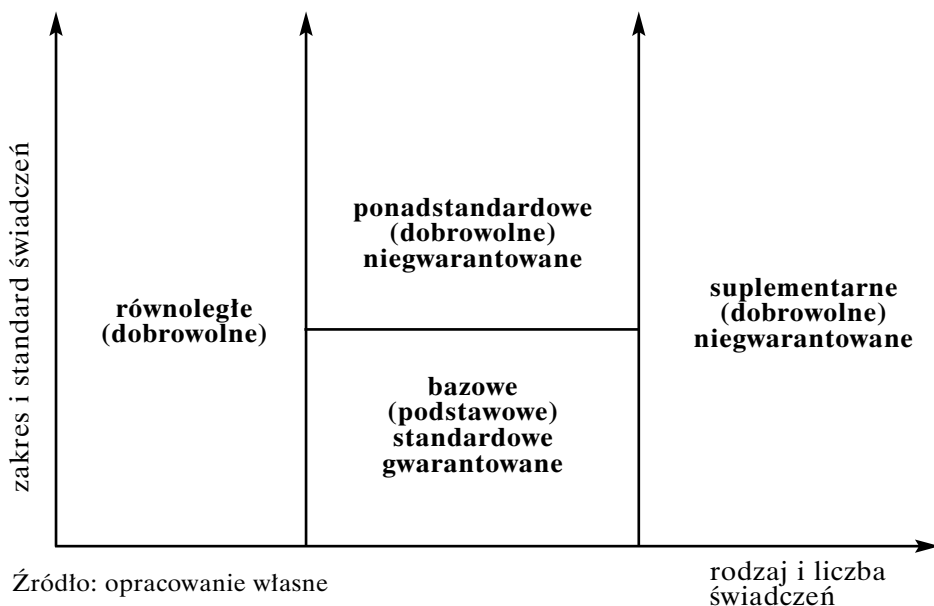 zakres i standard świadczeń
równoległe
(dobrowolne)
ponadstandardowe
(dobrowolne)
niegwarantowane
bazowe
(podstawowe)
standardowe
gwarantowane
suplementarne
(dobrowolne)
niegwarantowane
rodzaj i liczba
świadczeń
Źródło: opracowanie własne